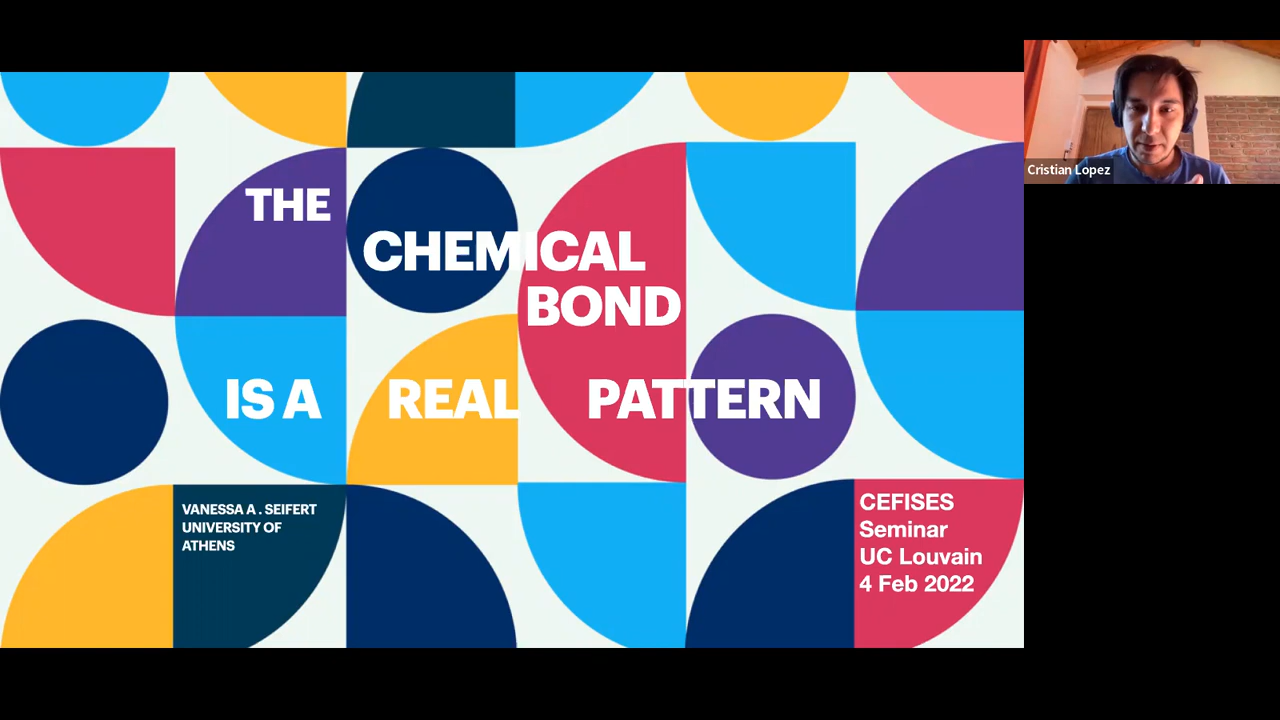 THE
CHEMICAL
BOND
IS A REAL PATTERN
VANESSA A . SEIFERT
UNIVERSITY OF
ATHENS
CEFISES
Seminar
UC Louvain
4 Feb 2022
Cristian Lopez